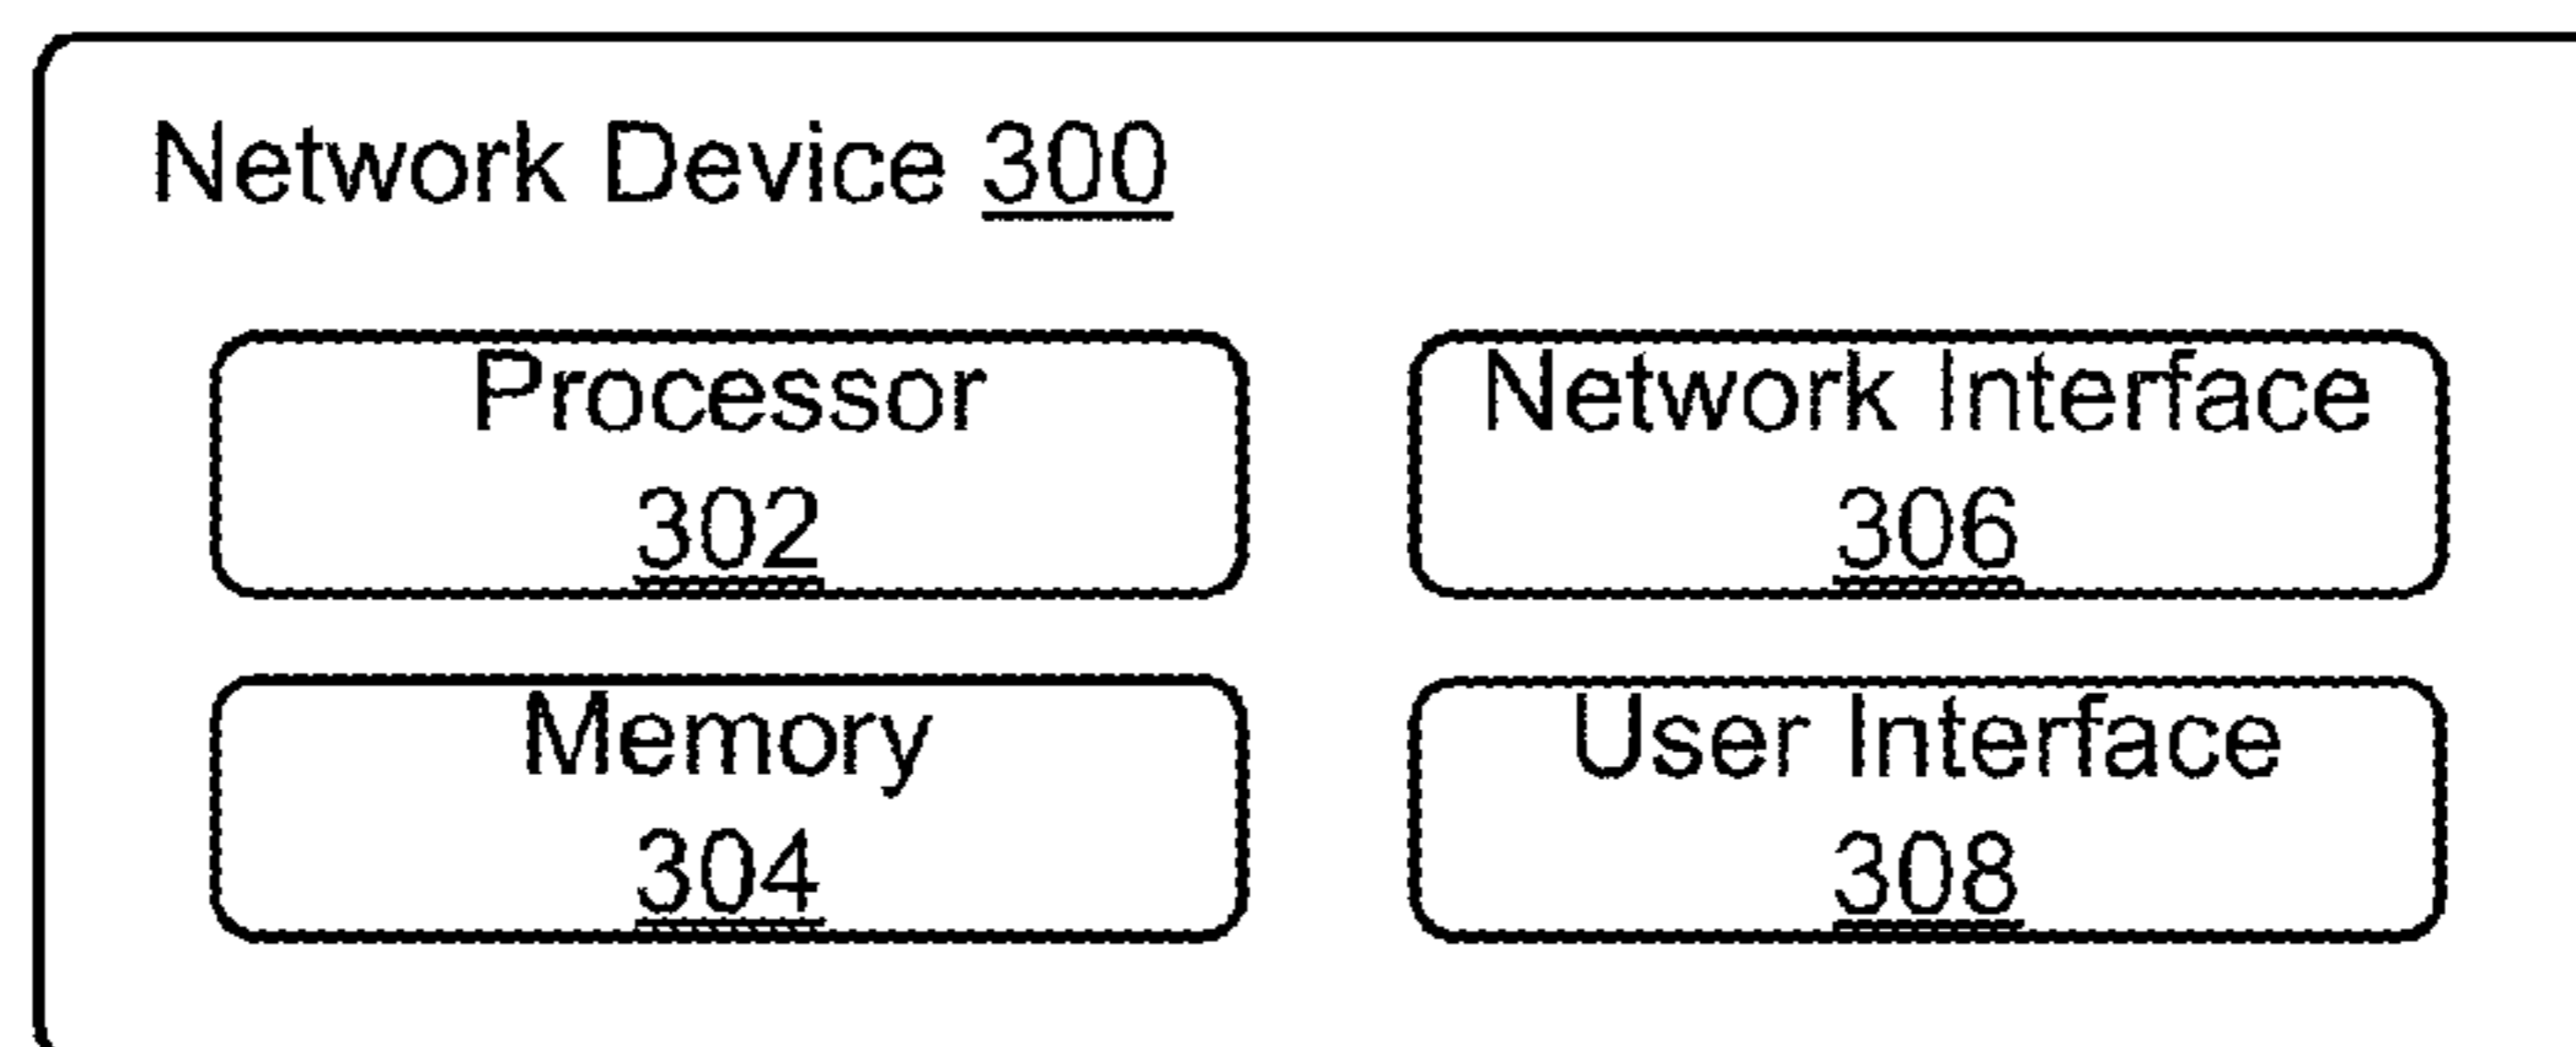 Network Device 300
Processor
302
Network Interface
306
Memory
304
User Interface
308